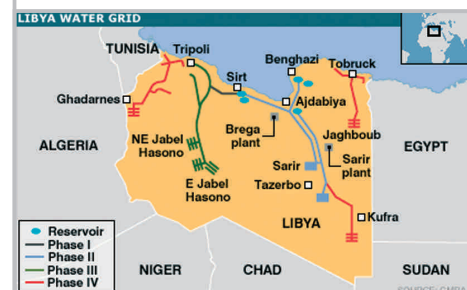 LIBYA WATER GRID
TUNISIA
Tripoli
Benghazi
Tobruck
Sirt
Ghadarnes
Ajdabiya
Brega
plant
Jaghboub
ALGERIA
NE Jabel
Hasono
EGYPT
Sarir
Sarir
plant
E Jabel
Hasono
Tazerbo
LIBYA
Kufra
Reservoir
Phase I
Phase II
Phase III
Phase IV
NIGER
CHAD
SUDAN